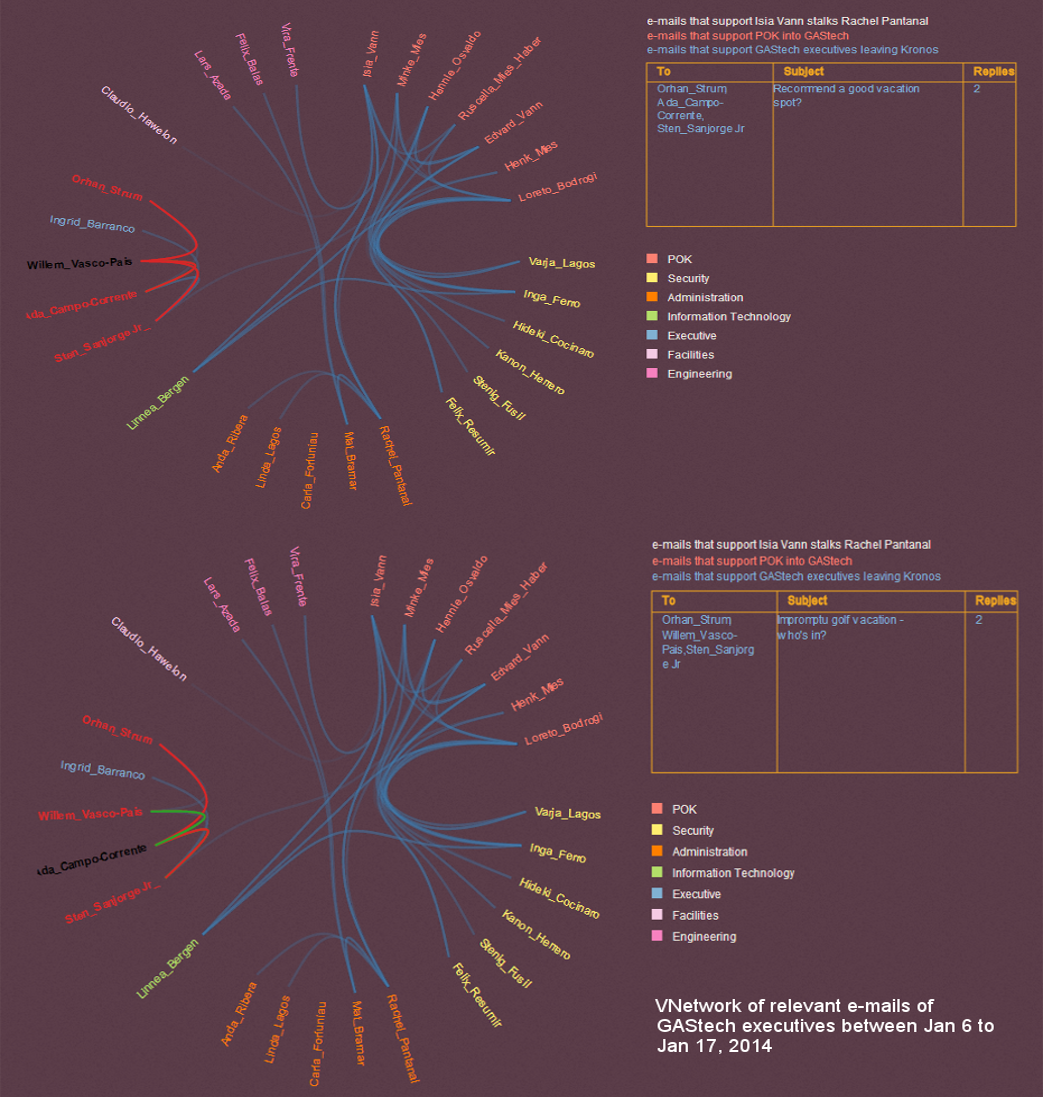 e-mails that support Isia Vann stalks Rachel Pantanal
e-mails that support POK into GAStech
e-mails that support GAStech executives leaving Kronos
To Subject Replies
Orhan_Strum, Recommend a good vacation 2
Ada_Campo- spot?
Corrente,
Sten_Sanjorge Jr
Vira_Frente
Felix_Balas
Lars_Azada
Claudio_Hawelon
Orhan_Strum
Ingrid_Barranco
Willem_Vasco-Pais
Ada_Campo-Corrente
Sten_Sanjorge Jr_
Linnea_Bergen
Anda_Ribera
Linda_Lagos
Carla_Forluniau
Mat_Bramar
Rachel_Pantanal
Isia_Vann
Minke_Mies
Hennie_Osvaldo
Ruscella_Mies_Haber
Edvard_Vann
Henk_Mies
Loreto_Bodrogi
Varja_Lagos
Inga_Ferro
Hideki_Cocinaro
Kanon_Herrero
Stenig_Fusil
Felix_Resumir
POK
Security
Administration
Information Technology
Executive
Facilities
Engineering
e-mails that support Isia Vann stalks Rachel Pantanal
e-mails that support POK into GAStech
e-mails that support GAStech executives leaving Kronos
To Subject Replies
Orhan_Strum, Impromptu golf vacation - 2
Willem_Vasco- who's in?
Pais,Sten_Sanjorg
e Jr
Vira_Frente
Felix_Balas
Lars_Azada
Claudio_Hawelon
Orhan_Strum
Ingrid_Barranco
Willem_Vasco-Pais
Ada_Campo-Corrente
Sten_Sanjorge Jr_
Linnea_Bergen
Anda_Ribera
Linda_Lagos
Carla_Forluniau
Mat_Bramar
Rachel_Pantanal
Isia_Vann
Minke_Mies
Hennie_Osvaldo
Ruscella_Mies_Haber
Edvard_Vann
Henk_Mies
Loreto_Bodrogi
Varja_Lagos
Inga_Ferro
Hideki_Cocinaro
Kanon_Herrero
Stenig_Fusil
Felix_Resumir
POK
Security
Administration
Information Technology
Executive
Facilities
Engineering
VNetwork of relevant e-mails of
GAStech executives between Jan 6 to
Jan 17, 2014